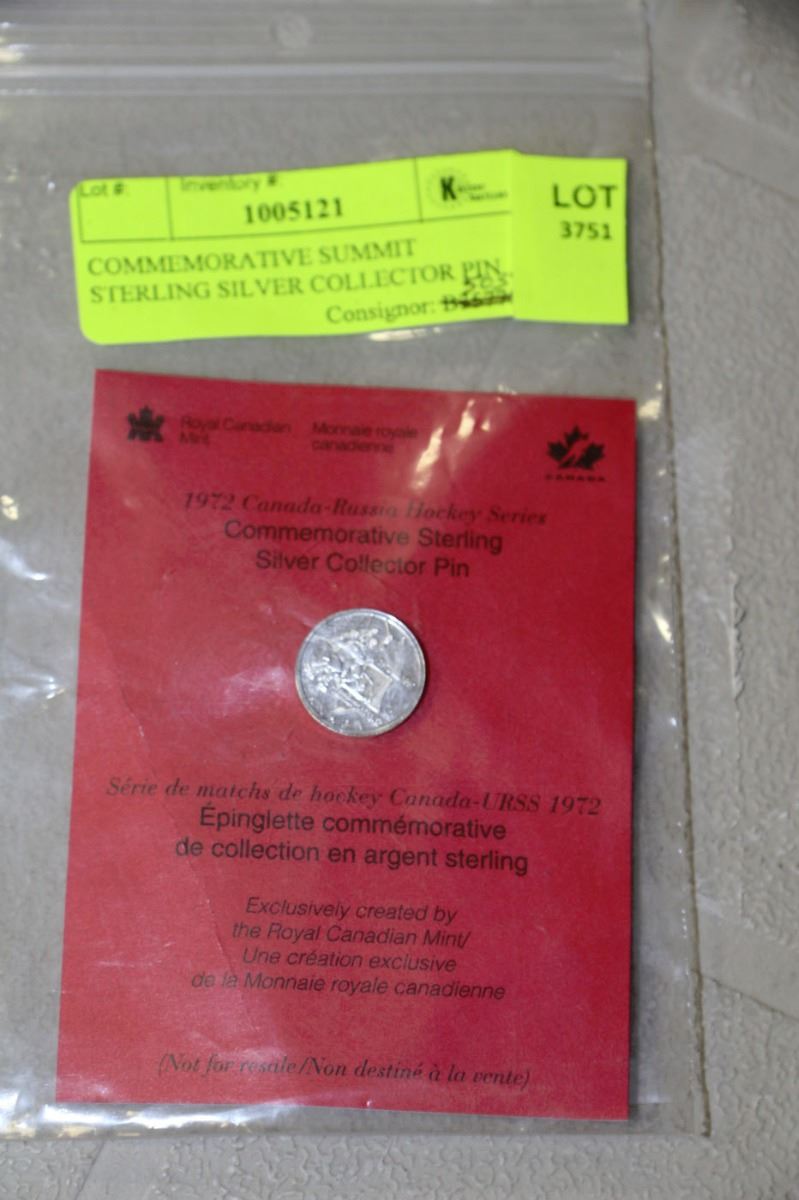 Lot #:
Inventory #:
1005121
LOT
3751
COMMEMORATIVE SUMMIT
STERLING SILVER COLLECTOR PIN
Consignor:
505
Royal Canadian
Mint
Monnaie royale
canadienne
CANADA
1972 Canada-Russia Hockey Series
Commemorative Sterling
Silver Collector Pin
Série de matchs de hockey Canada-URSS 1972
Épinglette commémorative
de collection en argent sterling
Exclusively created by
the Royal Canadian Mint/
Une création exclusive
de la Monnaie royale canadienne
(Not for resale/Non destiné à la vente)